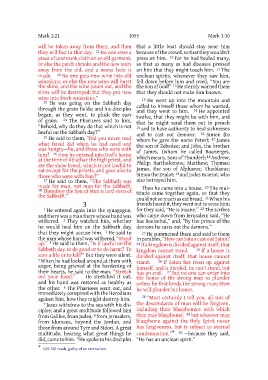 Mark 2:21
1055
Mark 3:30
will be taken away from them, and then
they will fast in that day. 21 No one sews a
piece of unshrunk cloth on an old garment,
or else the patch shrinks and the new tears
away from the old, and a worse hole is
made. 22 No one puts new wine into old
wineskins, or else the new wine will burst
the skins, and the wine pours out, and the
skins will be destroyed; but they put new
wine into fresh wineskins."
23 He was going on the Sabbath day
through the grain fields; and his disciples
began, as they went, to pluck the ears
of grain. 24 The Pharisees said to him,
"Behold, why do they do that which is not
lawful on the Sabbath day?"
25 He said to them, "Did you never read
what David did when he had need and
was hungry—he, and those who were with
him? 26 How he entered into God's house
at the time of Abiathar the high priest, and
ate the show bread, which is not lawful to
eat except for the priests, and gave also to
those who were with him?"
27 He said to them, "The Sabbath was
made for man, not man for the Sabbath.
28 Therefore the Son of Man is lord even of
the Sabbath."
3
1 He entered again into the synagogue,
and there was a man there whose hand was
withered. 2 They watched him, whether
he would heal him on the Sabbath day,
that they might accuse him. 3 He said to
the man whose hand was withered, "Stand
up." 4 He said to them, "Is it lawful on the
Sabbath day to do good or to do harm? To
save a life or to kill?" But they were silent.
5 When he had looked around at them with
anger, being grieved at the hardening of
their hearts, he said to the man, "Stretch
out your hand." He stretched it out,
and his hand was restored as healthy as
the other. 6 The Pharisees went out, and
immediately conspired with the Herodians
against him, how they might destroy him.
7 Jesus withdrew to the sea with his dis-
ciples; and a great multitude followed him
from Galilee, from Judea, 8 from Jerusalem,
from Idumaea, beyond the Jordan, and
those from around Tyre and Sidon. A great
multitude, hearing what great things he
did, came to him. 9 He spoke to his disciples
that a little boat should stay near him
because of the crowd, so that they wouldn't
press on him. 10 For he had healed many,
so that as many as had diseases pressed
on him that they might touch him. 11 The
unclean spirits, whenever they saw him,
fell down before him and cried, "You are
the Son of God!" 12 He sternly warned them
that they should not make him known.
13 He went up into the mountain and
called to himself those whom he wanted,
and they went to him. 14 He appointed
twelve, that they might be with him, and
that he might send them out to preach
15 and to have authority to heal sicknesses
and to cast out demons: 16 Simon (to
whom he gave the name Peter); 17 James
the son of Zebedee; and John, the brother
of James, (whom he called Boanerges,
which means, Sons of Thunder); 18 Andrew;
Philip; Bartholomew; Matthew; Thomas;
James, the son of Alphaeus; Thaddaeus;
Simon the Zealot; 19 and Judas Iscariot, who
also betrayed him.
Then he came into a house. 20 The mul-
titude came together again, so that they
could not so much as eat bread. 21 When his
friends heard it, they went out to seize him;
for they said, "He is insane." 22 The scribes
who came down from Jerusalem said, "He
has Beelzebul," and, "By the prince of the
demons he casts out the demons."
23 He summoned them and said to them
in parables, "How can Satan cast out Satan?
24 If a kingdom is divided against itself, that
kingdom cannot stand. 25 If a house is
divided against itself, that house cannot
stand. 26 If Satan has risen up against
himself, and is divided, he can't stand, but
has an end. 27 But no one can enter into
the house of the strong man to plunder
unless he first binds the strong man; then
he will plunder his house.
28 "Most certainly I tell you, all sins of
the descendants of man will be forgiven,
including their blasphemies with which
they may blaspheme; 29 but whoever may
blaspheme against the Holy Spirit never
has forgiveness, but is subject to eternal
condemnation." 30 —because they said,
"He has an unclean spirit."